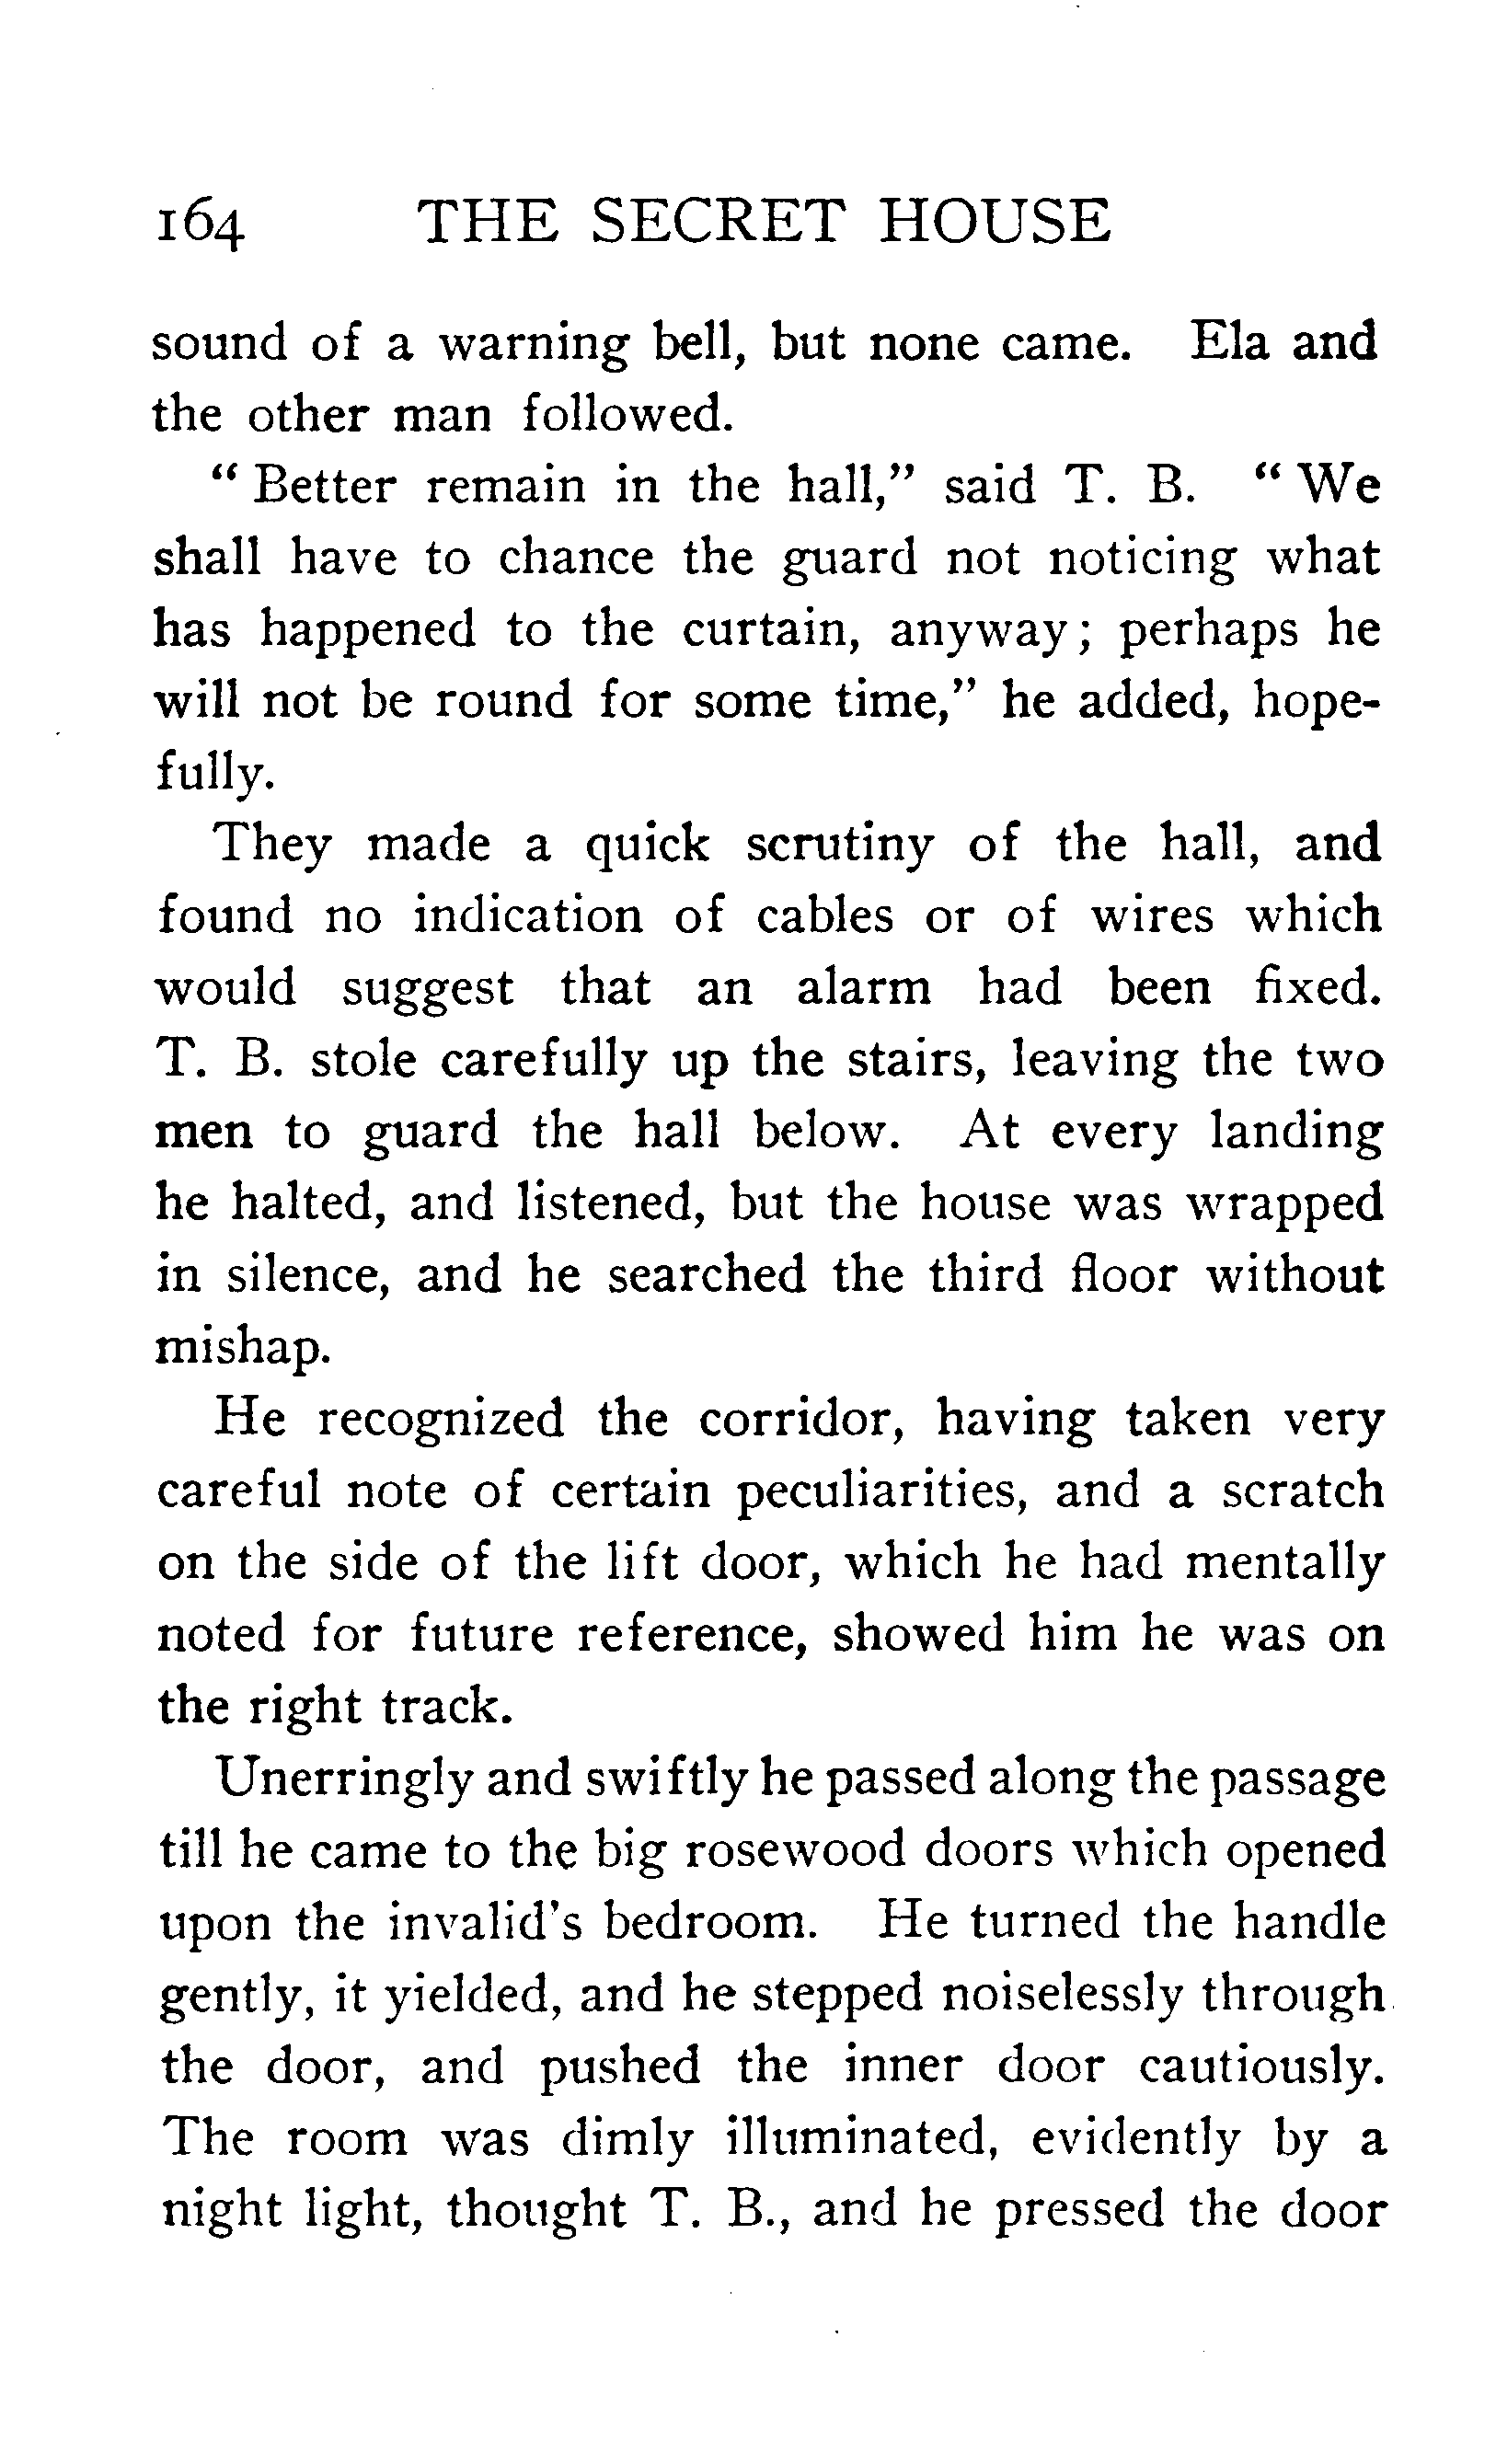 164 THE SECRET HOUSE
sound of a warning bell, but none came. Ela and
the other man followed.
“ Better remain in the hall,” said T. B. “ We
shall have to chance the guard not noticing what
has happened to the curtain, anyway; perhaps he
will not be round for some time,” he added, hope-
fully.
They made a quick scrutiny of the hall, and
found no indication of cables or of wires which
would suggest that an alarm had been fixed.
T. B. stole carefully up the stairs, leaving the two
men to guard the hall below. At every landing
he halted, and listened, but the house was wrapped
in silence, and he searched the third floor without
mishap.
He recognized the corridor, having taken very
careful note of certain peculiarities, and a scratch
on the side of the lift door, which he had mentally
noted for future reference, showed him he was on
the right track.
Unerringly and swiftly he passed along the passage
till he came to the big rosewood doors which opened
upon the invalid’s bedroom. He turned the handle
gently, it yielded, and he stepped noiselessly through
the door, and pushed the inner door cautiously.
The room was dimly illuminated, evidently by a
night light, thought T. B., and he pressed the door